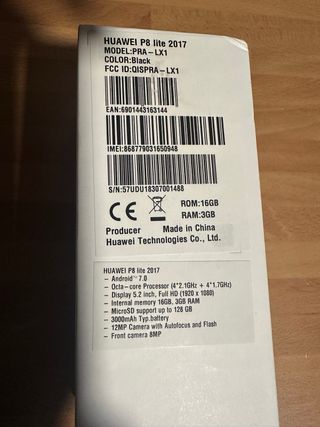 HUAWEI P8 lite 2017
MODEL:PRA-LX1
COLOR:Black
FCC ID:QISPRA-LX1
EAN:6901443163144
IMEI:868779031650948
S/N:57UDU18307001488
CE
ROM:16GB
RAM:3GB
Producer Made in China
Huawei Technologies Co., Ltd.
HUAWEI P8 lite 2017
- Android™ 7.0
- Octa-core Processor (4*2.1GHz + 4*1.7GHz)
- Display 5.2 inch, Full HD (1920 x 1080)
- Internal memory 16GB, 3GB RAM
- MicroSD support up to 128 GB
- 3000mAh Typ.battery
- 12MP Camera with Autofocus and Flash
- Front camera 8MP